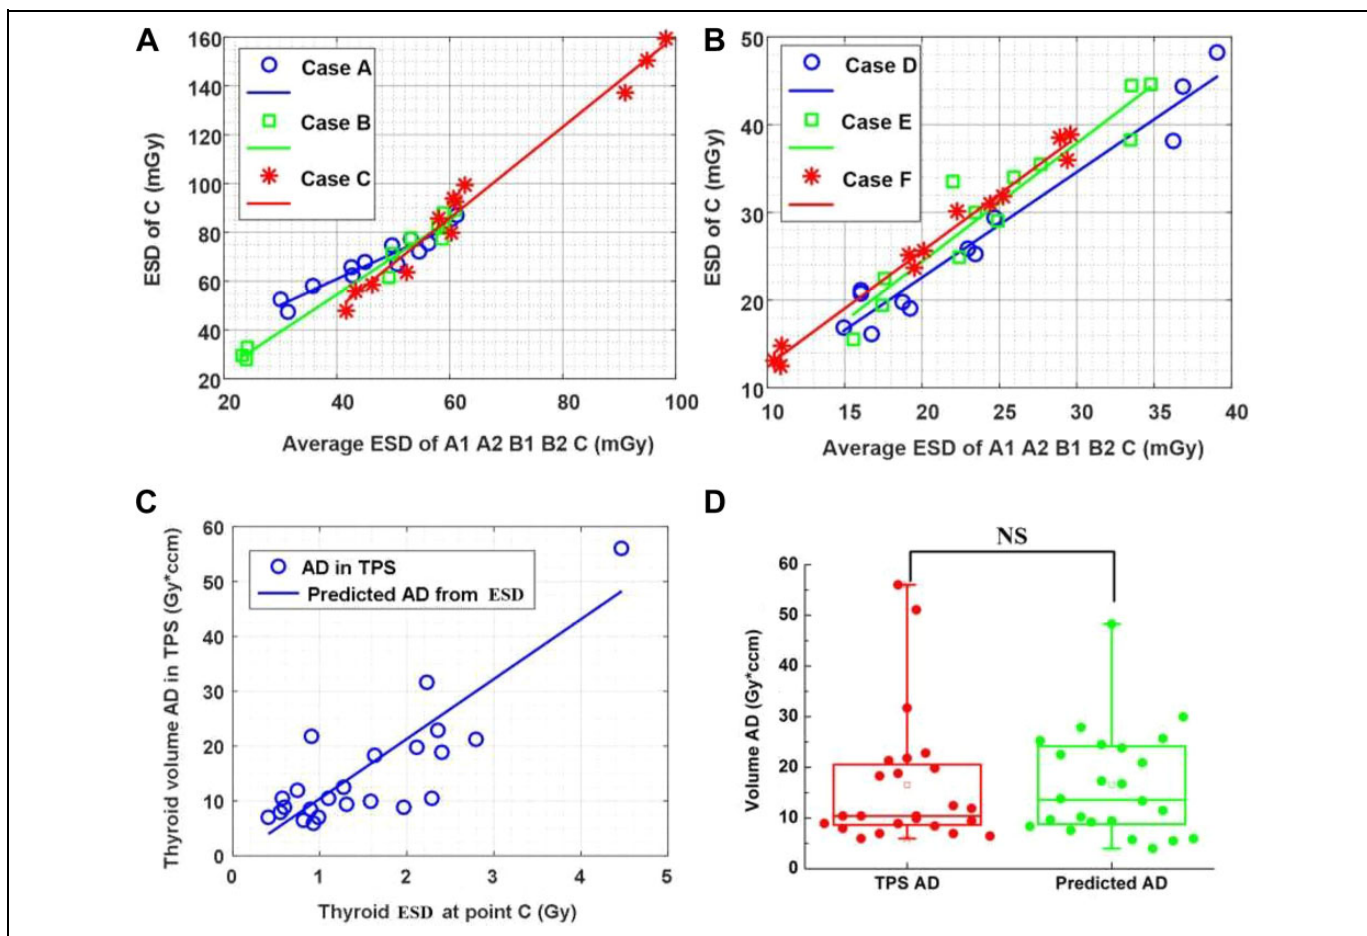 A
ESD of C (mGy)
160
140
120
100
80
60
40
20
20 40 60 80 100
Case A
Case B
Case C
Average ESD of A1 A2 B1 B2 C (mGy)
B
ESD of C (mGy)
50
40
30
20
10
10 15 20 25 30 35 40
Case D
Case E
Case F
Average ESD of A1 A2 B1 B2 C (mGy)
C
Thyroid volume AD in TPS (Gy*ccm)
60
50
40
30
20
10
0
0 1 2 3 4 5
AD in TPS
Predicted AD from ESD
Thyroid ESD at point C (Gy)
D
NS
Volume AD (Gy*ccm)
60
50
40
30
20
10
0
TPS AD Predicted AD